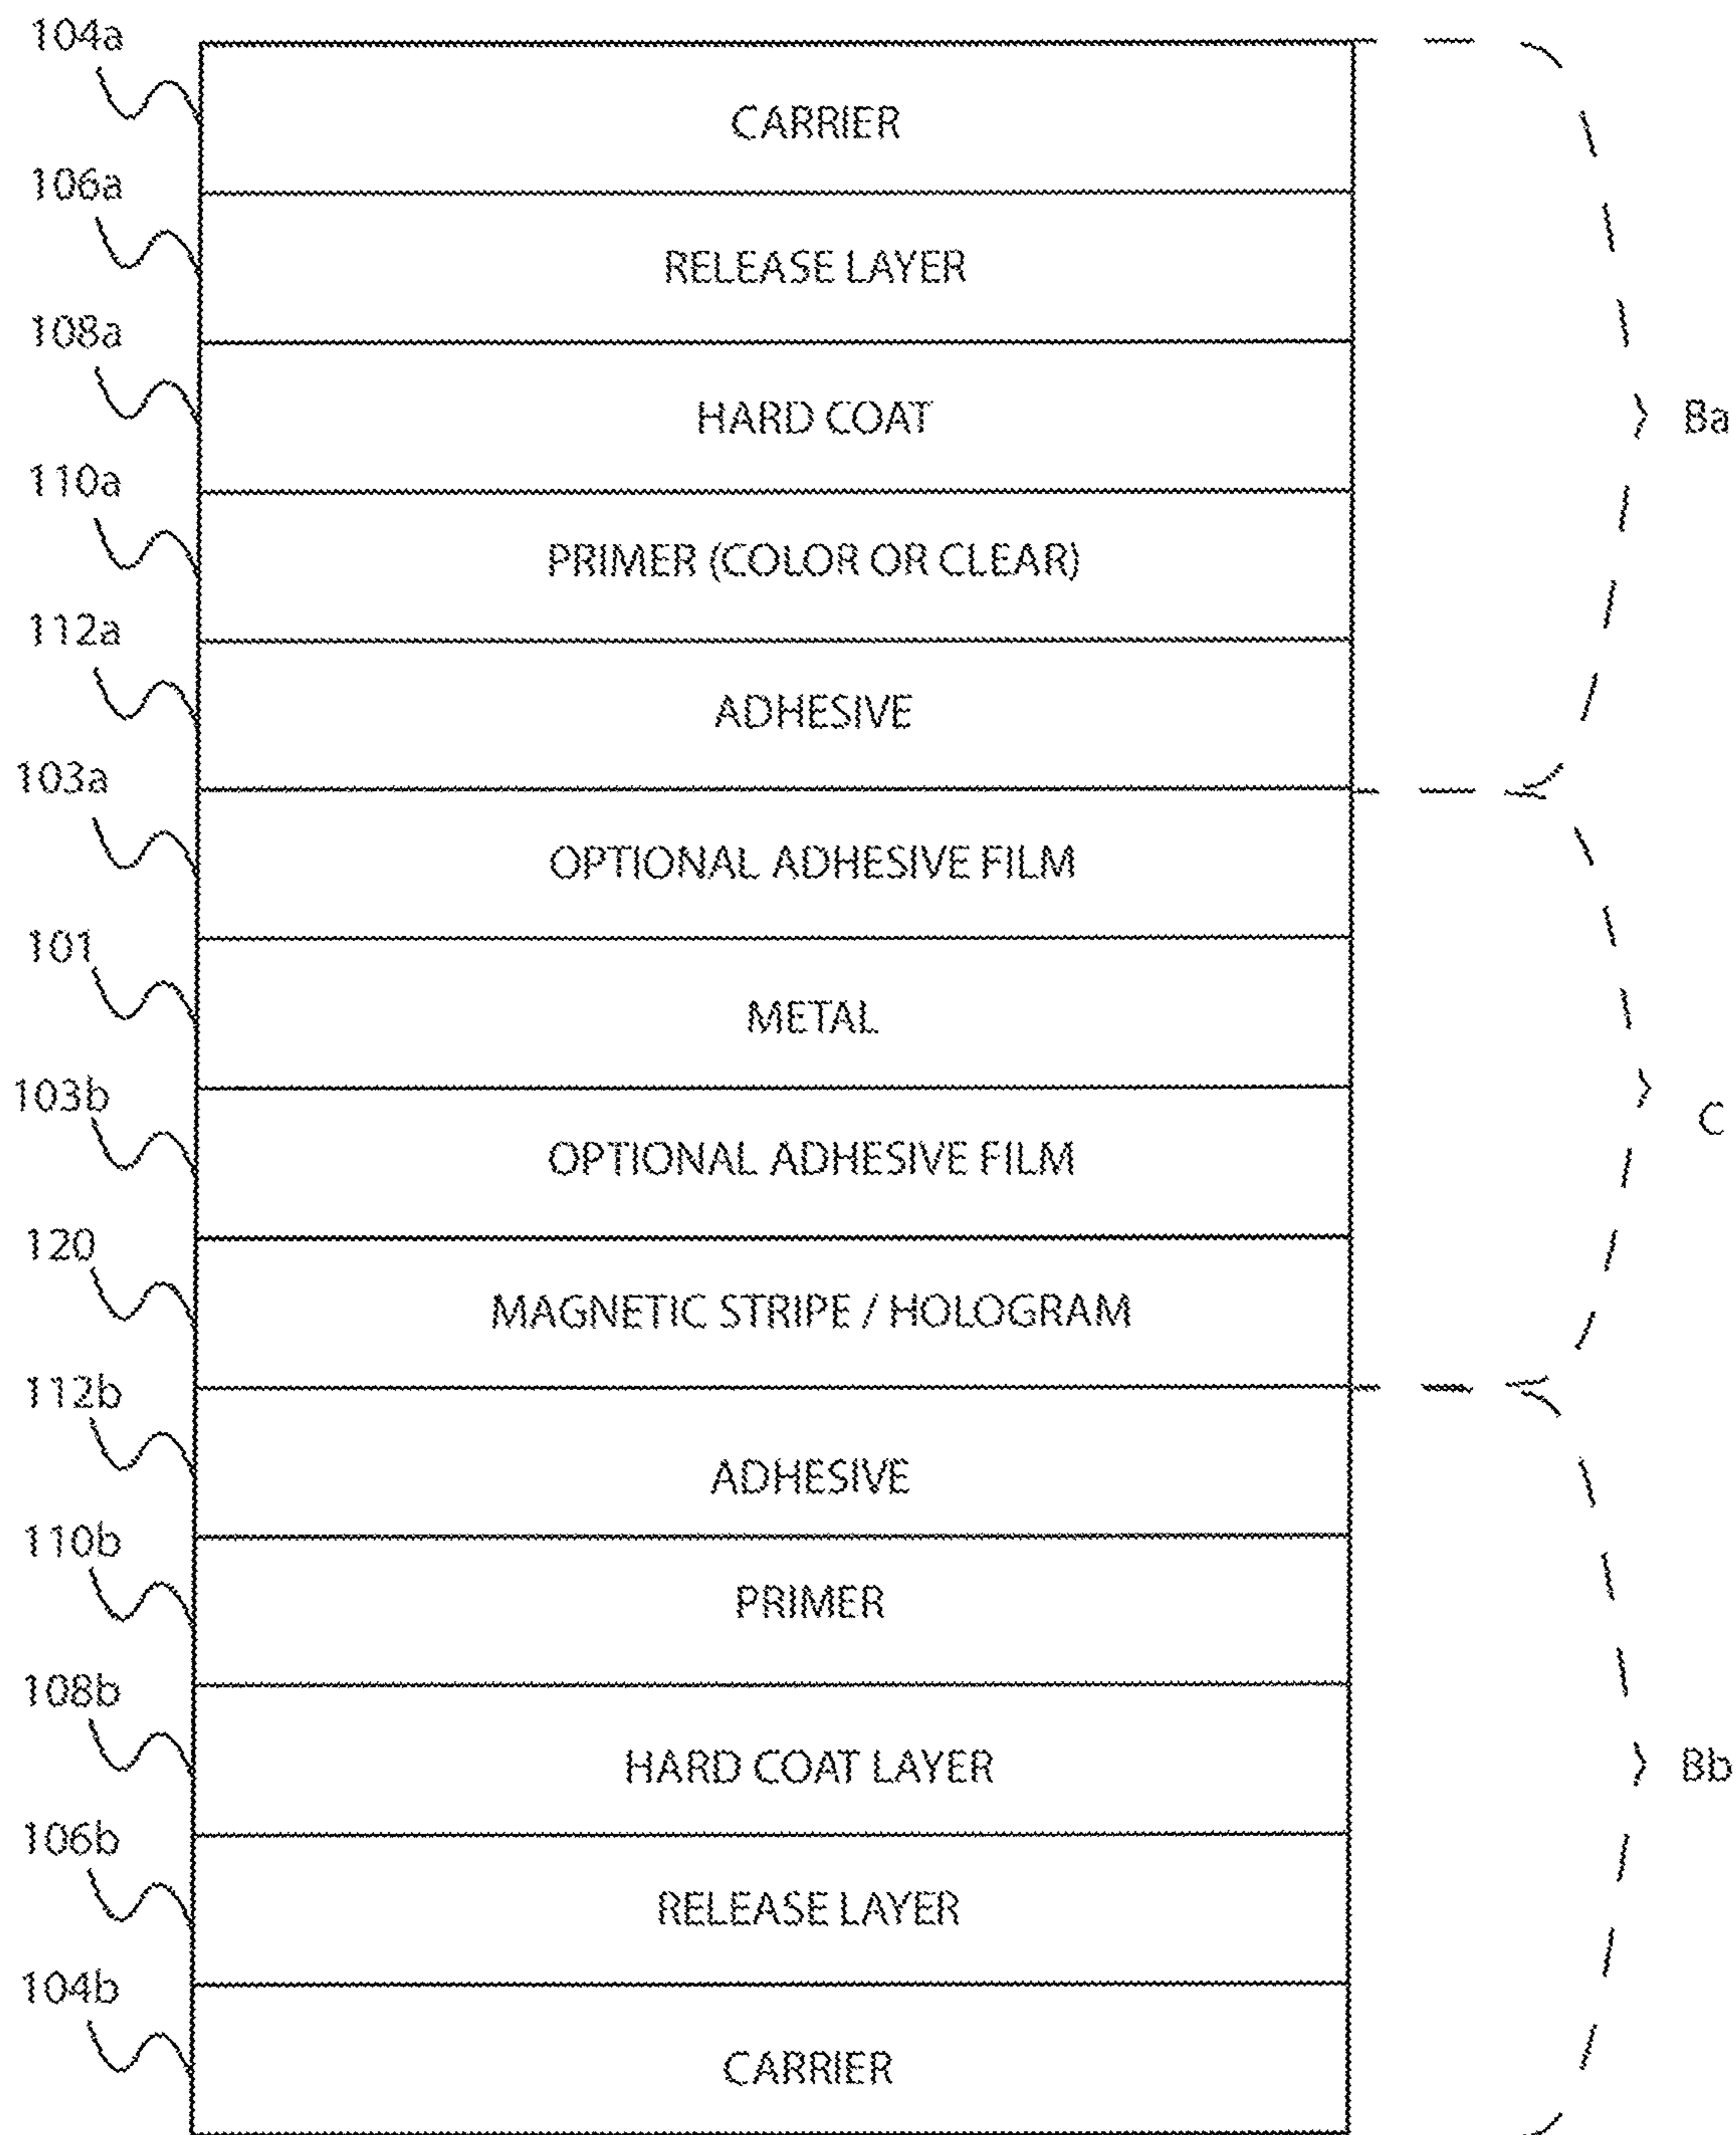 104a
CARRIER
106a
RELEASE LAYER
108a
HARD COAT
Ba
110a
PRIMER (COLOR OR CLEAR)
112a
ADHESIVE
103a
OPTIONAL ADHESIVE FILM
101
METAL
103b
C
OPTIONAL ADHESIVE FILM
120
MAGNETIC STRIPE / HOLOGRAM
112b
ADHESIVE
110b
PRIMER
108b
HARD COAT LAYER
Bb
106b
RELEASE LAYER
104b
CARRIER